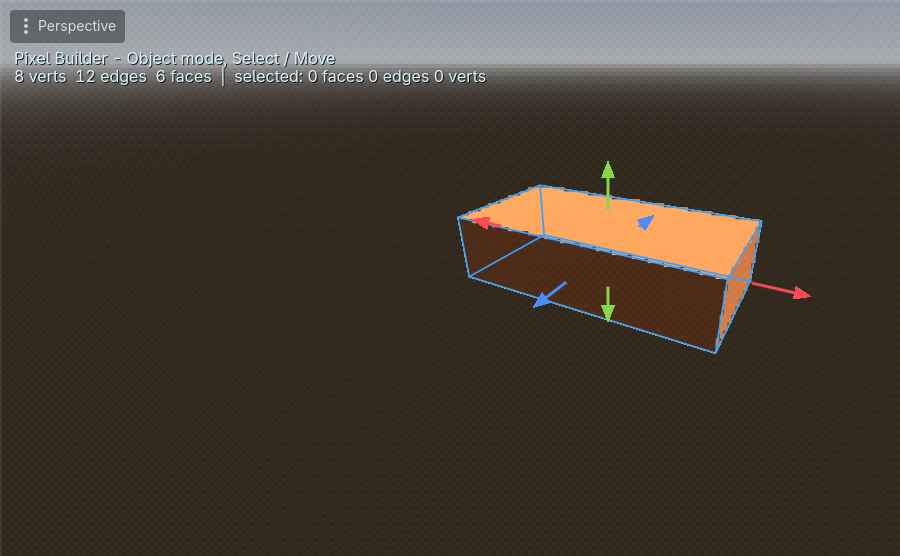 Perspective
Pixel Builder - Object mode, Select / Move
8 verts 12 edges 6 faces | selected: 0 faces 0 edges 0 verts